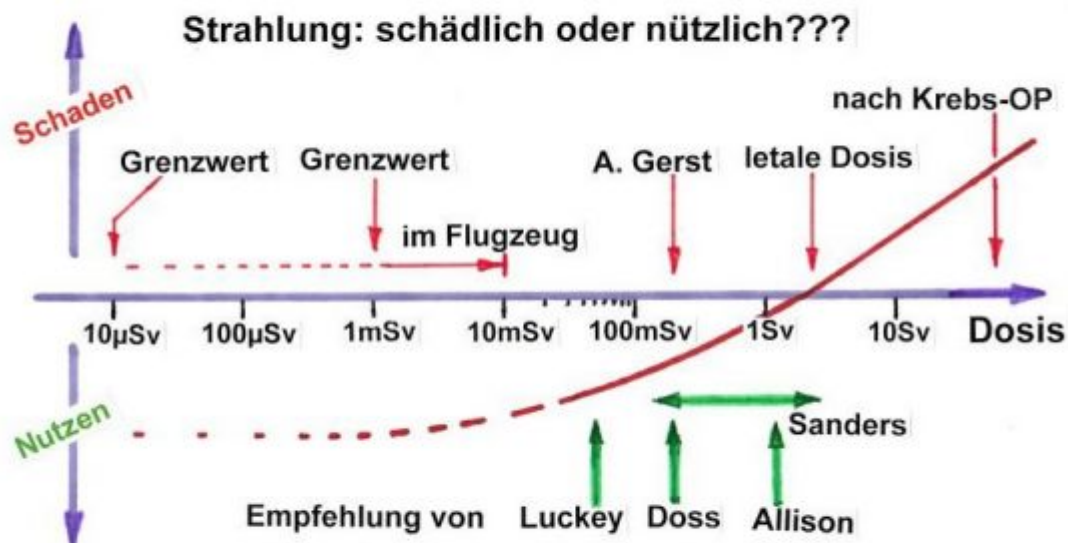 Strahlung: schädlich oder nützlich???
Schaden
nach Krebs-OP
Grenzwert
Grenzwert
A. Gerst
letale Dosis
im Flugzeug
10µSv
100µSv
1mSv
10mSv
100mSv
1Sv
10Sv
Dosis
Nutzen
Sanders
Empfehlung von
Luckey
Doss
Allison